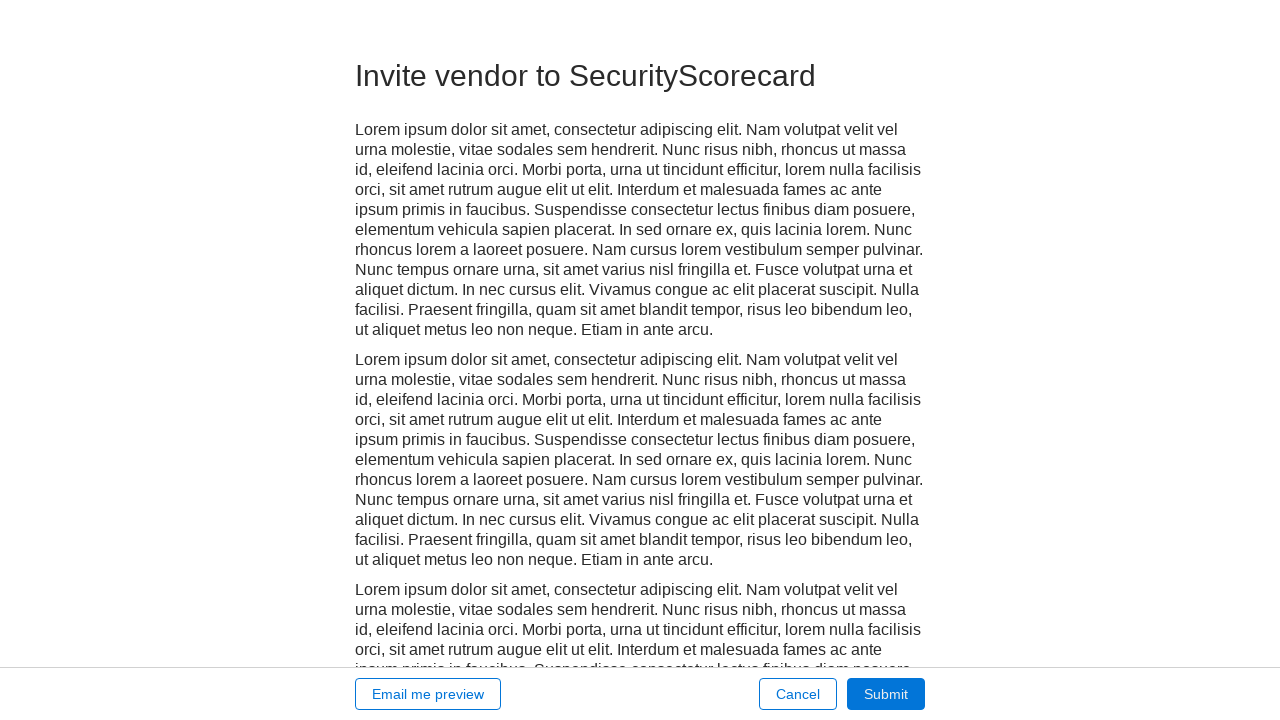 Invite vendor to SecurityScorecard
Lorem ipsum dolor sit amet, consectetur adipiscing elit. Nam volutpat velit vel
urna molestie, vitae sodales sem hendrerit. Nunc risus nibh, rhoncus ut massa
id, eleifend lacinia orci. Morbi porta, urna ut tincidunt efficitur, lorem nulla facilisis
orci, sit amet rutrum augue elit ut elit. Interdum et malesuada fames ac ante
ipsum primis in faucibus. Suspendisse consectetur lectus finibus diam posuere,
elementum vehicula sapien placerat. In sed ornare ex, quis lacinia lorem. Nunc
rhoncus lorem a laoreet posuere. Nam cursus lorem vestibulum semper pulvinar.
Nunc tempus ornare urna, sit amet varius nisl fringilla et. Fusce volutpat urna et
aliquet dictum. In nec cursus elit. Vivamus congue ac elit placerat suscipit. Nulla
facilisi. Praesent fringilla, quam sit amet blandit tempor, risus leo bibendum leo,
ut aliquet metus leo non neque. Etiam in ante arcu.
Lorem ipsum dolor sit amet, consectetur adipiscing elit. Nam volutpat velit vel
urna molestie, vitae sodales sem hendrerit. Nunc risus nibh, rhoncus ut massa
id, eleifend lacinia orci. Morbi porta, urna ut tincidunt efficitur, lorem nulla facilisis
orci, sit amet rutrum augue elit ut elit. Interdum et malesuada fames ac ante
ipsum primis in faucibus. Suspendisse consectetur lectus finibus diam posuere,
elementum vehicula sapien placerat. In sed ornare ex, quis lacinia lorem. Nunc
rhoncus lorem a laoreet posuere. Nam cursus lorem vestibulum semper pulvinar.
Nunc tempus ornare urna, sit amet varius nisl fringilla et. Fusce volutpat urna et
aliquet dictum. In nec cursus elit. Vivamus congue ac elit placerat suscipit. Nulla
facilisi. Praesent fringilla, quam sit amet blandit tempor, risus leo bibendum leo,
ut aliquet metus leo non neque. Etiam in ante arcu.
Lorem ipsum dolor sit amet, consectetur adipiscing elit. Nam volutpat velit vel
urna molestie, vitae sodales sem hendrerit. Nunc risus nibh, rhoncus ut massa
id, eleifend lacinia orci. Morbi porta, urna ut tincidunt efficitur, lorem nulla facilisis
orci, sit amet rutrum augue elit ut elit. Interdum et malesuada fames ac ante
Email me preview
Cancel
Submit